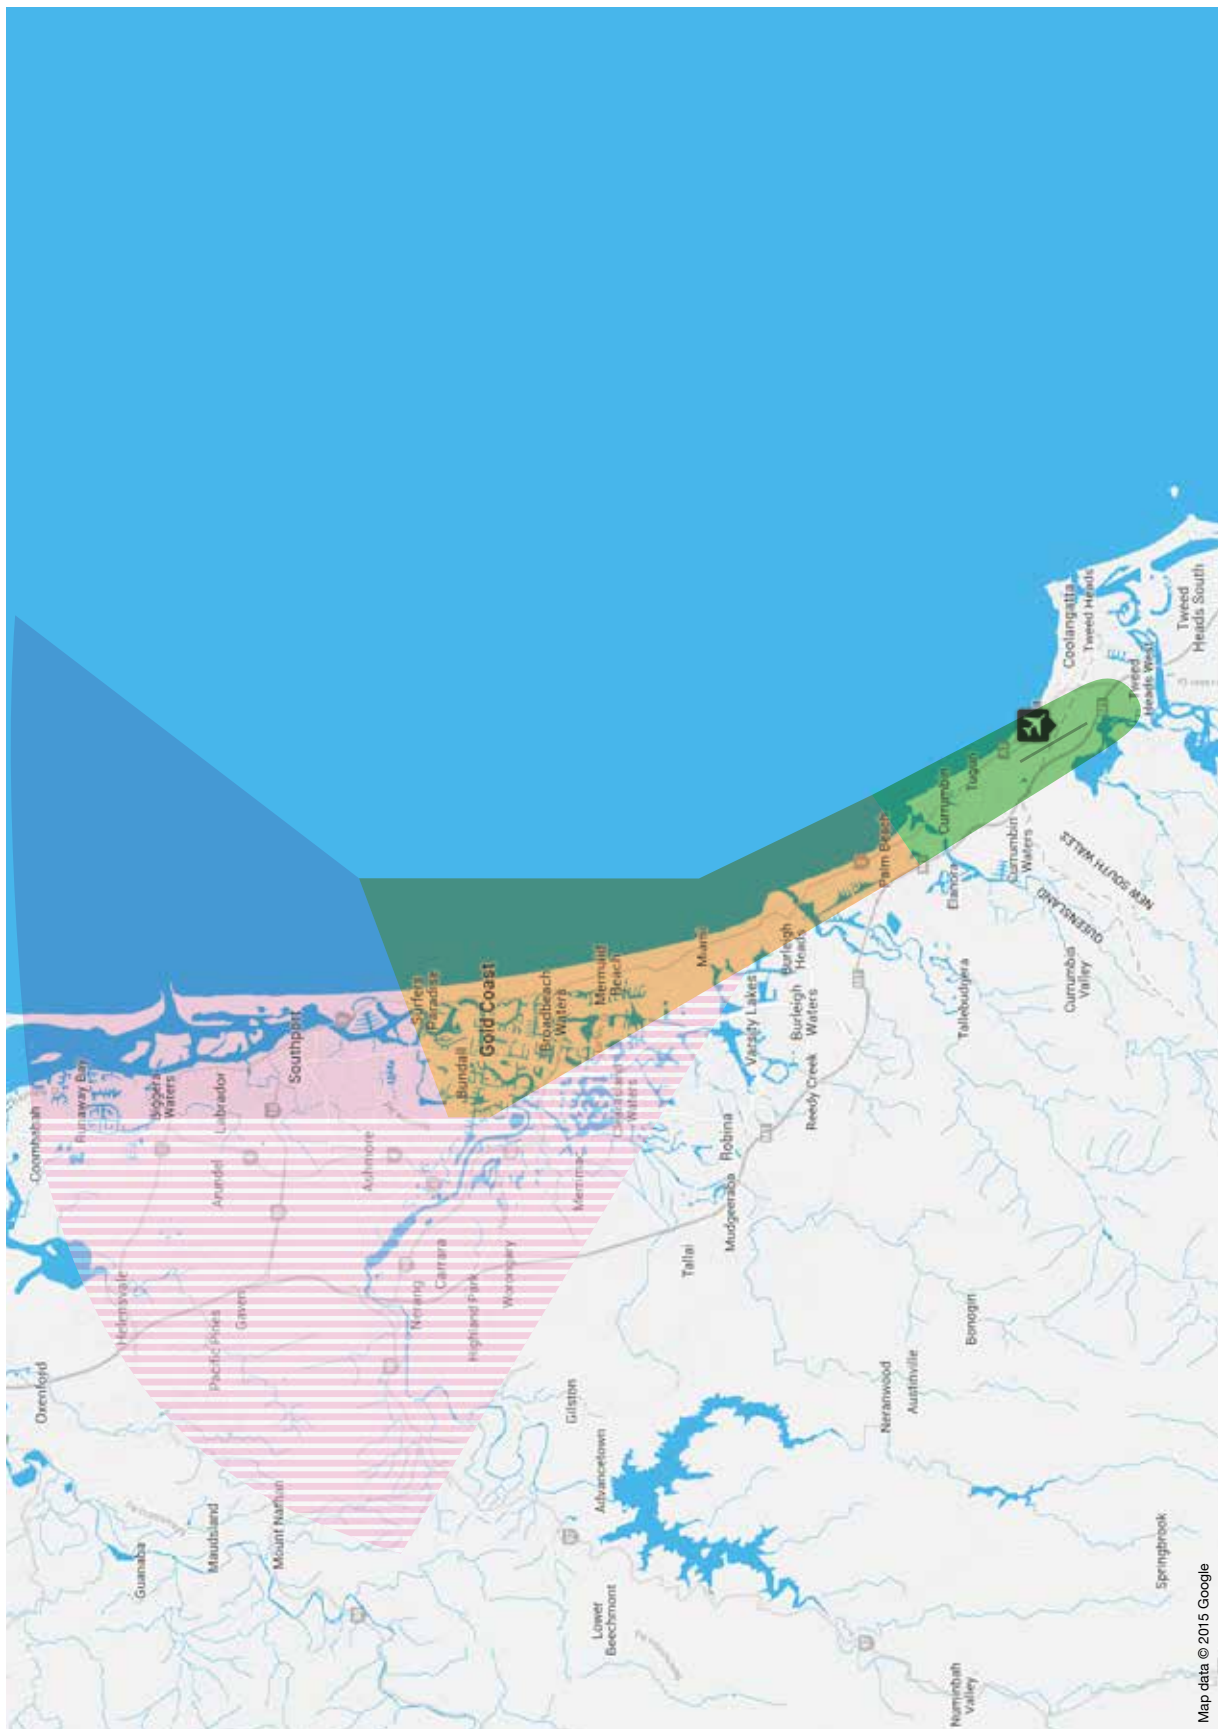 Oxenford
Coombabah
Runaway Bay
Helensvale
Biggera
Waters
Guanaba
Maudsland
Pacific Pines
Gaven
Arundel
Labrador
Mount Nathan
Southport
Ashmore
Nerang
Carrara
Surfers
Paradise
Bundall
Gold Coast
Highland Park
Worongary
Broadbeach
Waters
Merrimac
Gilston
Advancetown
Mermaid
Beach
Clear Island
Waters
Lower
Beechmont
Tallai
Miami
Robina
Mudgeeraba
Varsity Lakes
Burleigh
Heads
Burleigh
Waters
Reedy Creek
Palm Beach
Neranwood
Austinville
Currumbin
Elanora
Tallebudgera
Tugun
Bonogin
Currumbin
Waters
QUEENSLAND
NEW SOUTH WALES
Currumbin
Valley
Coolangatta
Tweed Heads
Tweed
Heads West
Tweed
Heads South
Numinbah
Valley
Springbrook
Map data © 2015 Google